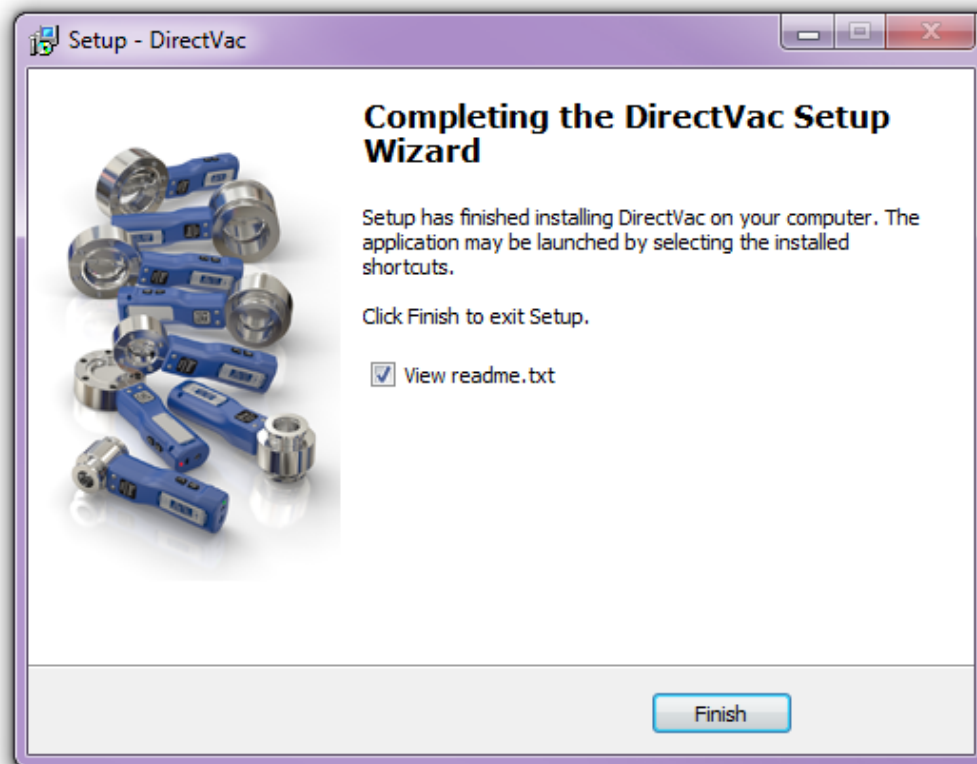 Setup - DirectVac
Completing the DirectVac Setup
Wizard
Setup has finished installing DirectVac on your computer. The
application may be launched by selecting the installed
shortcuts.
Click Finish to exit Setup.
View readme.txt
Finish